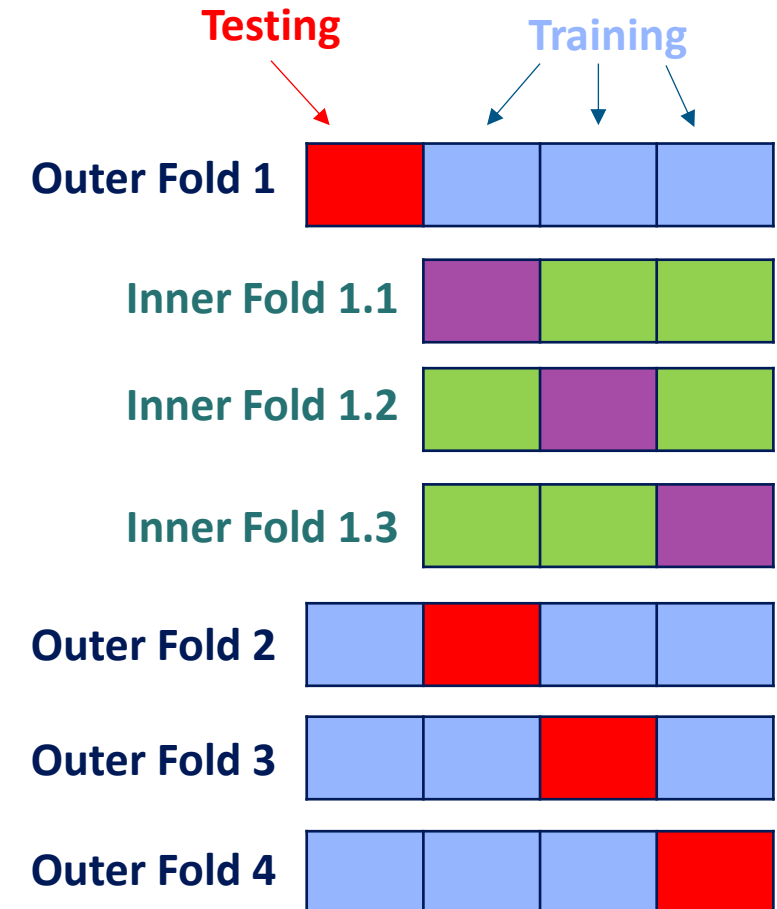 Testing
Training
Outer Fold 1
Inner Fold 1.1
Inner Fold 1.2
Inner Fold 1.3
Outer Fold 2
Outer Fold 3
Outer Fold 4